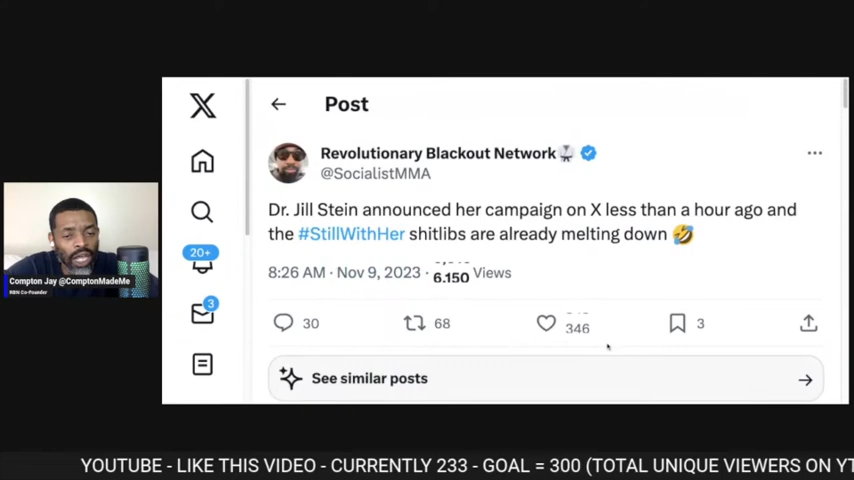 Post
Revolutionary Blackout Network
@SocialistMMA
Dr. Jill Stein announced her campaign on X less than a hour ago and
the #StillWithHer shitlibs are already melting down 🤣
8:26 AM · Nov 9, 2023 · 6,150 Views
20+
3
30
68
346
3
See similar posts
Compton Jay @ComptonMadeMe
RBN Co-Founder
YOUTUBE - LIKE THIS VIDEO - CURRENTLY 233 - GOAL = 300 (TOTAL UNIQUE VIEWERS ON YT